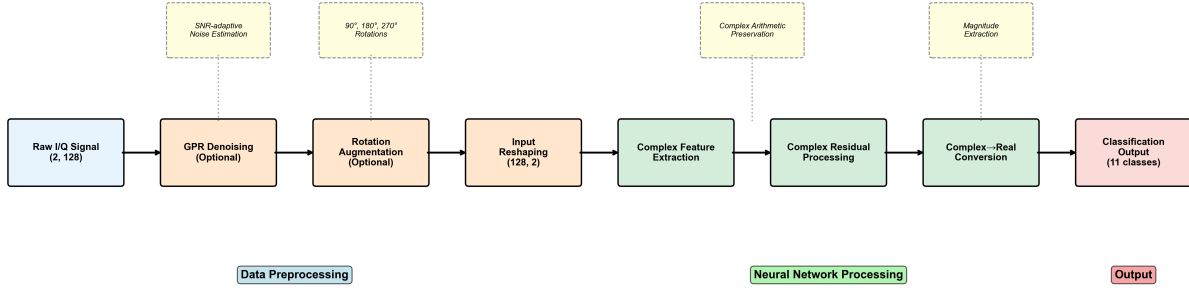 SNR-adaptive
Noise Estimation
90°, 180°, 270°
Rotations
Complex Arithmetic
Preservation
Magnitude
Extraction
Raw I/Q Signal
(2, 128)
GPR Denoising
(Optional)
Rotation
Augmentation
(Optional)
Input
Reshaping
(128, 2)
Complex Feature
Extraction
Complex Residual
Processing
Complex→Real
Conversion
Classification
Output
(11 classes)
Data Preprocessing
Neural Network Processing
Output